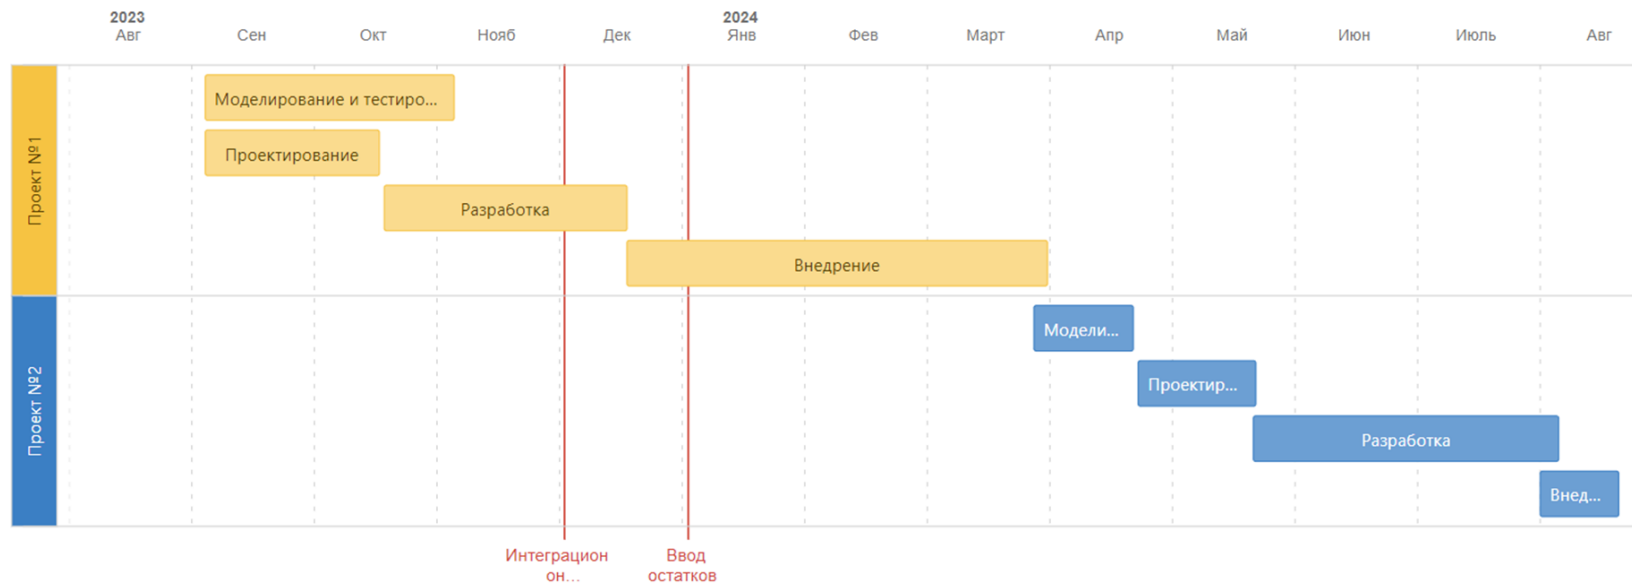 2023
2024
Авг
Сен
Окт
Нояб
Дек
Янв
Фев
Март
Апр
Май
Июн
Июль
Авг
Проект №1
Моделирование и тестиро...
Проектирование
Разработка
Внедрение
Проект №2
Модели...
Проектир...
Разработка
Внед...
Интеграцион
он...
Ввод
остатков